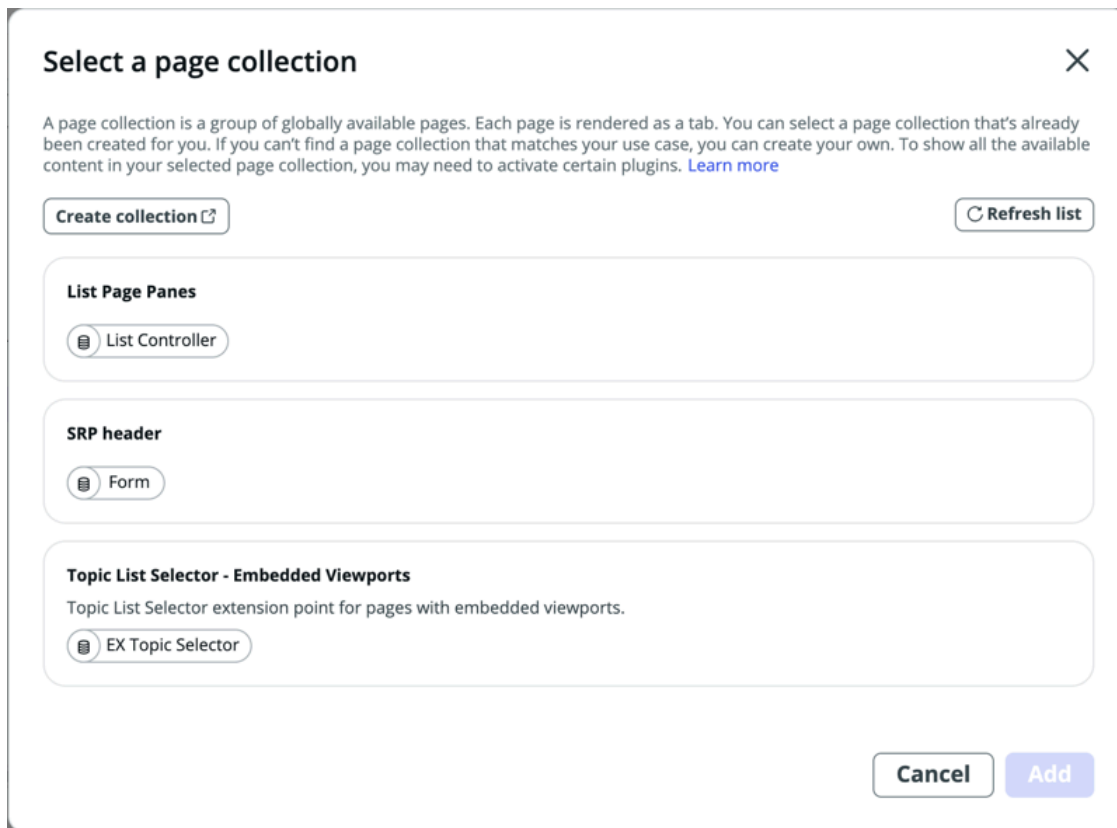 Select a page collection
A page collection is a group of globally available pages. Each page is rendered as a tab. You can select a page collection that's already
been created for you. If you can't find a page collection that matches your use case, you can create your own. To show all the available
content in your selected page collection, you may need to activate certain plugins. Learn more
Create collection
Refresh list
List Page Panes
List Controller
SRP header
Form
Topic List Selector - Embedded Viewports
Topic List Selector extension point for pages with embedded viewports.
EX Topic Selector
Cancel
Add